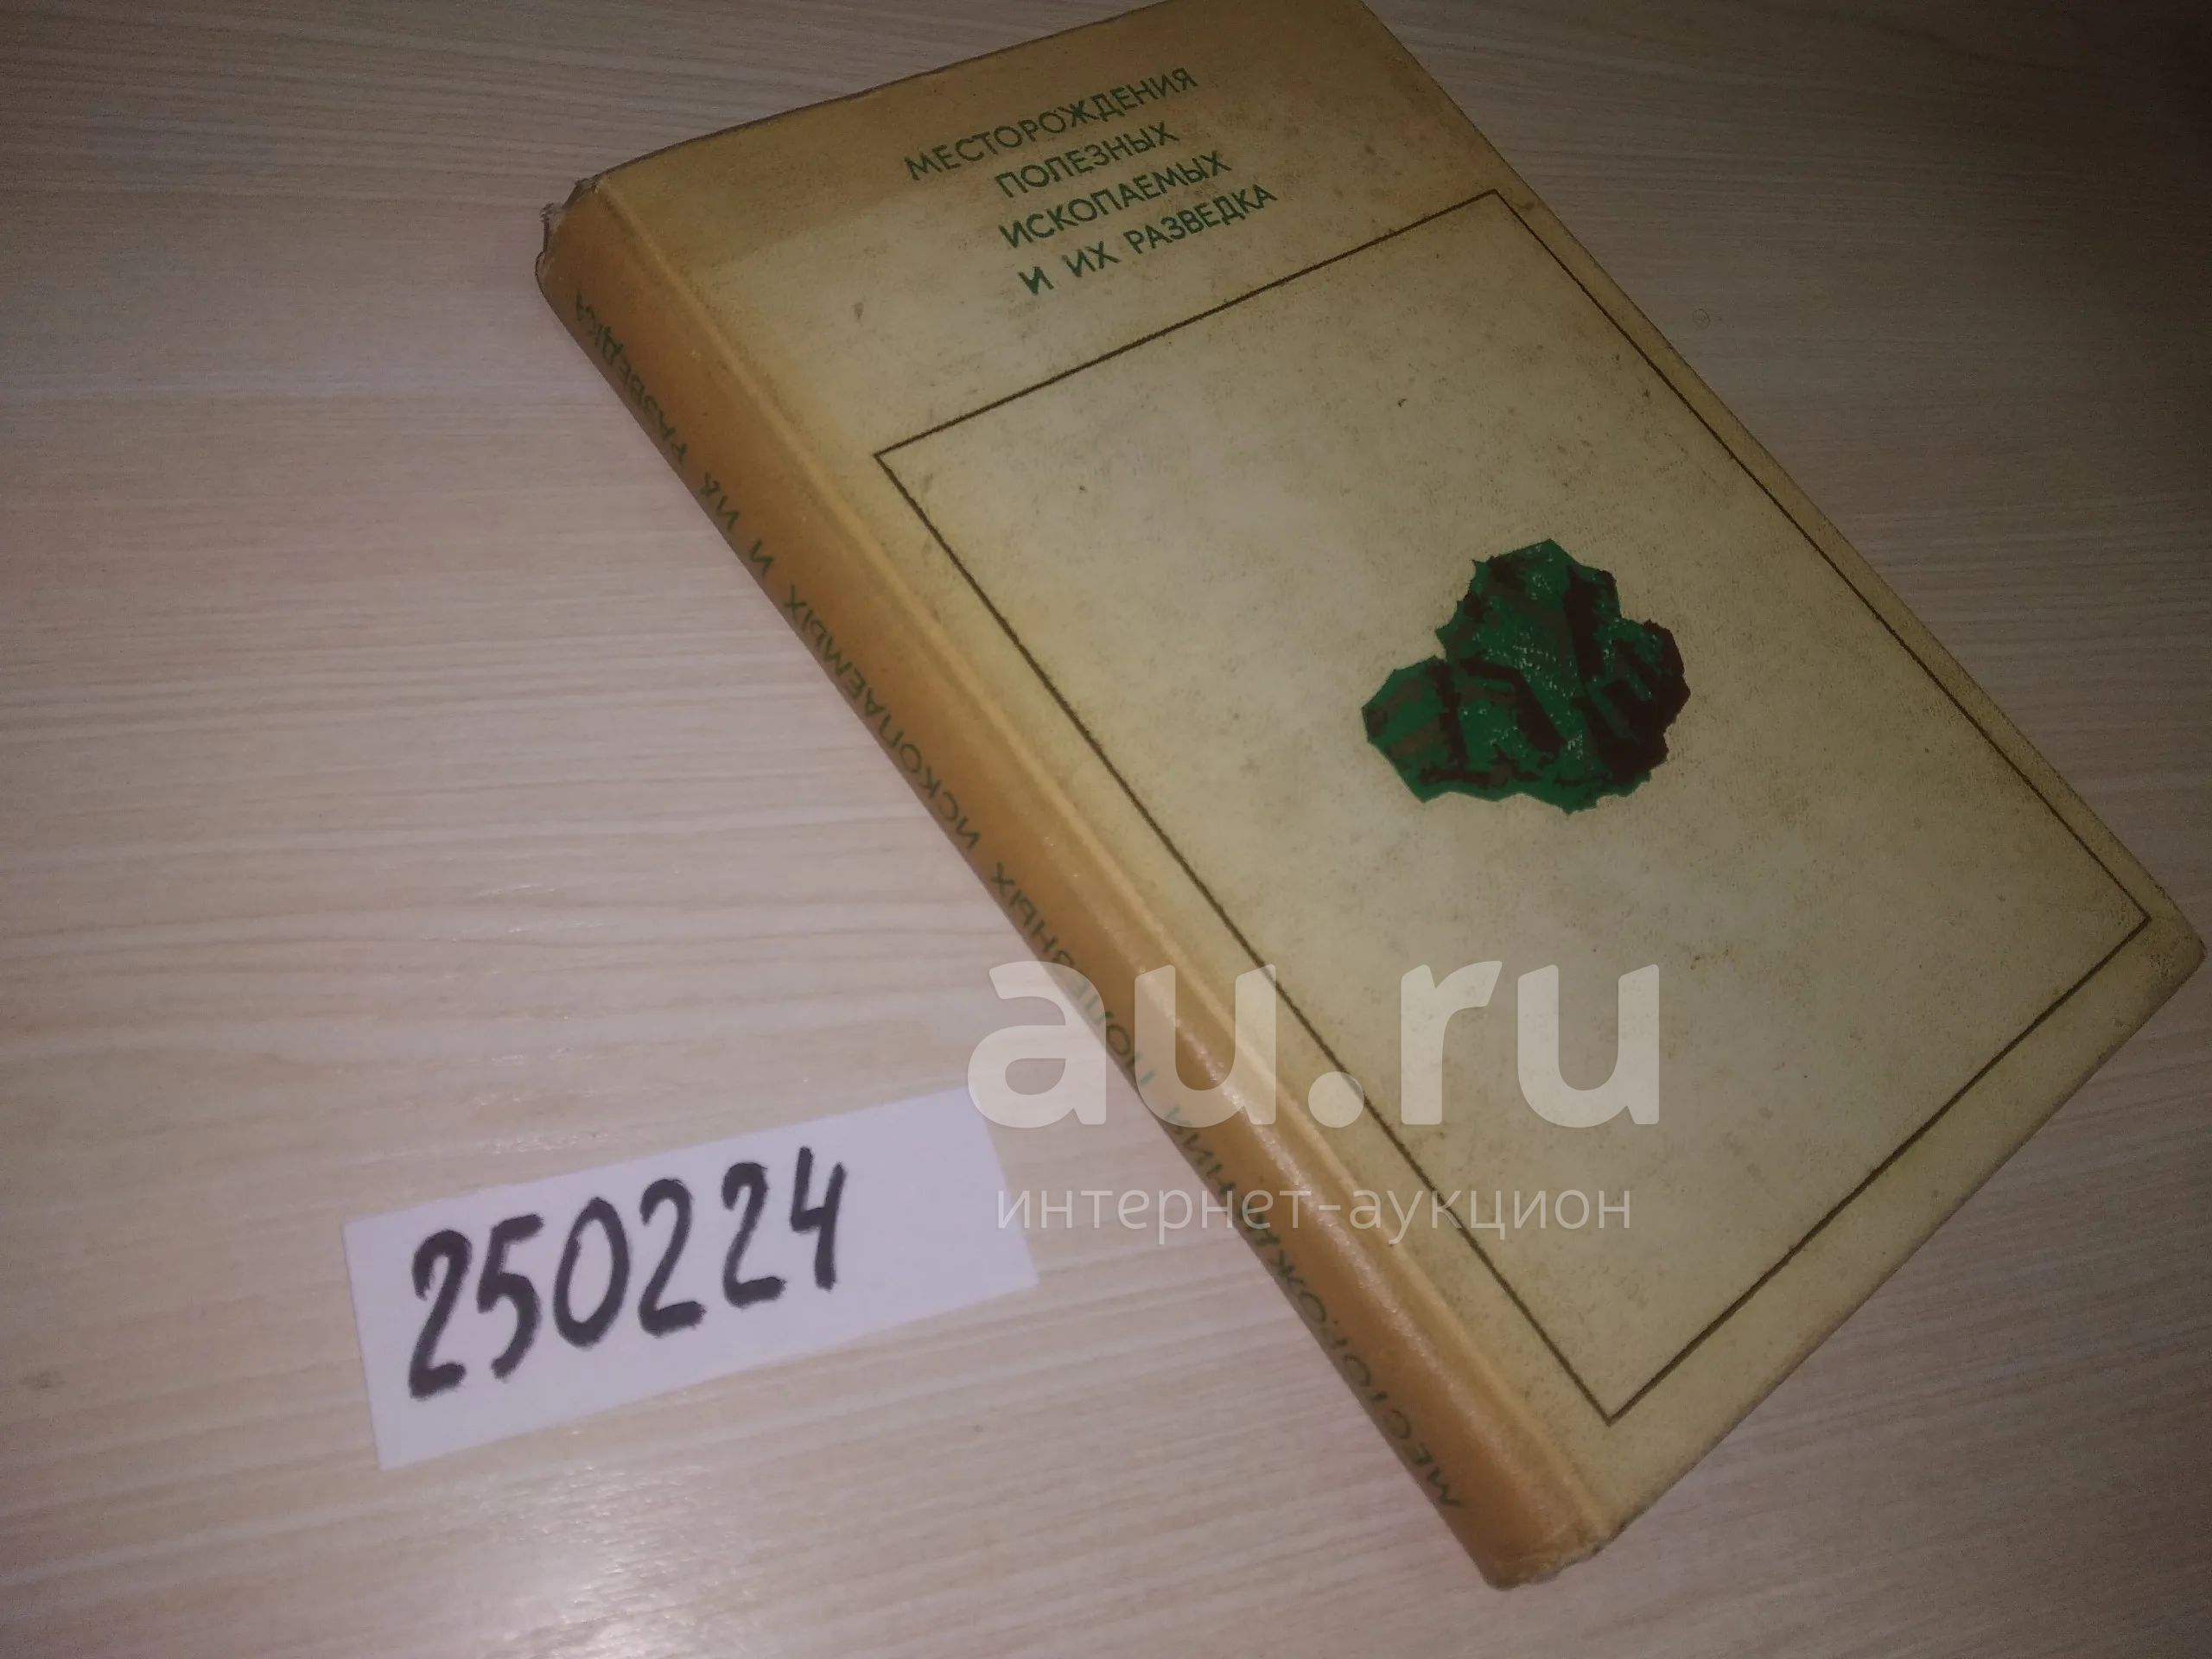 МЕСТОРОЖДЕНИЯ
ПОЛЕЗНЫХ
ИСКОПАЕМЫХ
И ИХ РАЗВЕДКА
МЕСТОРОЖДЕНИЯ ПОЛЕЗНЫХ ИСКОПАЕМЫХ И ИХ РАЗВЕДКА
au.ru
интернет-аукцион
250224